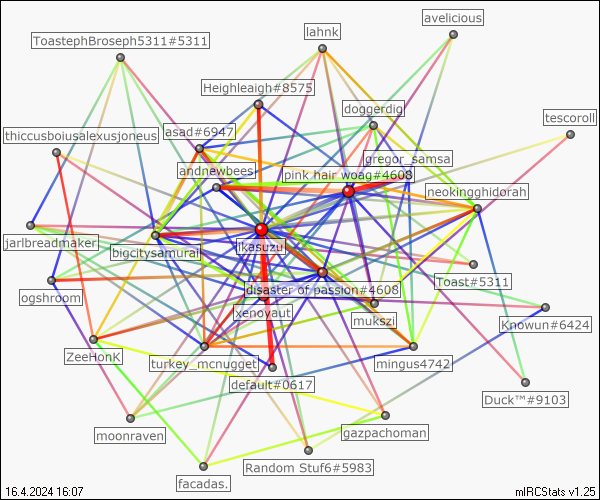 avelicious
lahnk
ToastephBroseph5311#5311
Heighleaigh#8575
doggerdig
tescoroll
asad#6947
thiccusboiusalexusjoneus
gregor_samsa
andnewbees
pink hair woag#4608
neokingghidorah
jarlbreadmaker
ikasuzu
bigcitysamurai
Toast#5311
disaster of passion#4608
ogshroom
xenoyaut
mukszi
Knowun#6424
ZeeHonK
turkey_mcnugget
mingus4742
default#0617
Duck™#9103
moonraven
gazpachoman
Random Stuf6#5983
facadas.
16.4.2024 16:07
mIRCStats v1.25